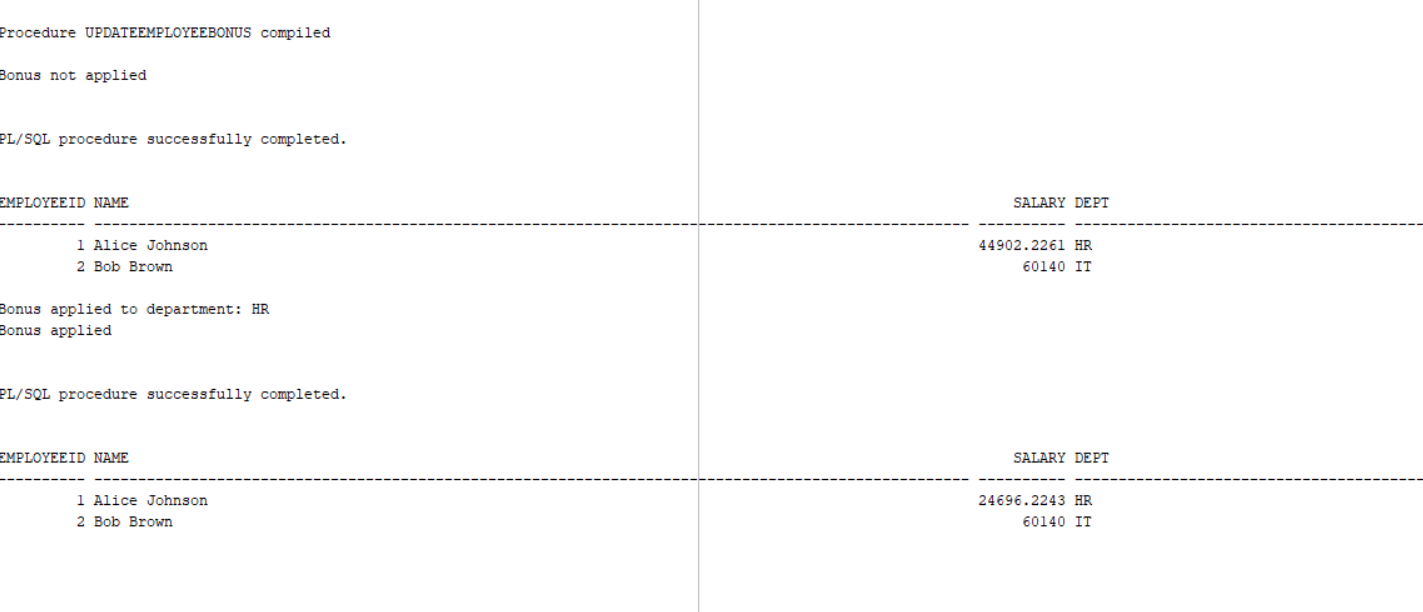 Procedure UPDATEEMPLOYEEBONUS compiled
Bonus not applied
PL/SQL procedure successfully completed.
EMPLOYEEID NAME SALARY DEPT
1 Alice Johnson 44902.2261 HR
2 Bob Brown 60140 IT
Bonus applied to department: HR
Bonus applied
PL/SQL procedure successfully completed.
EMPLOYEEID NAME SALARY DEPT
1 Alice Johnson 24696.2243 HR
2 Bob Brown 60140 IT